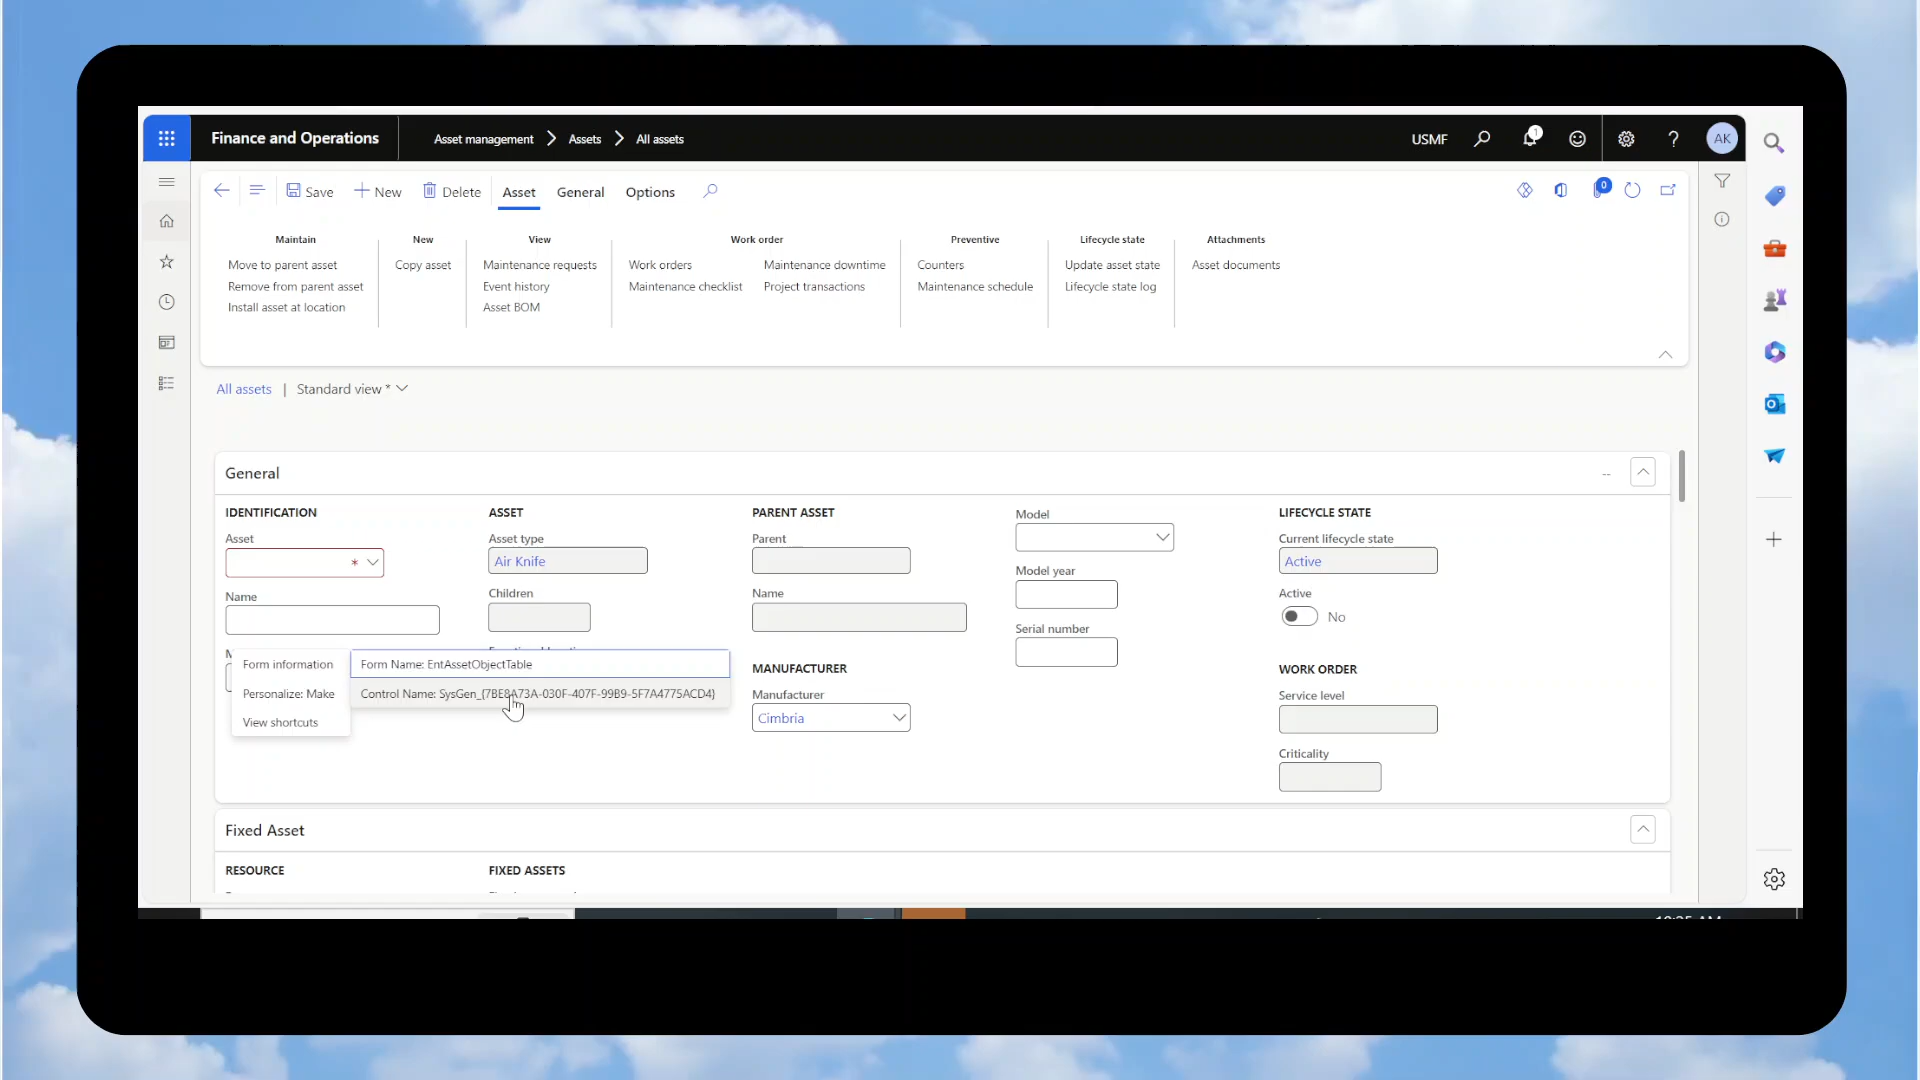 Finance and Operations
Asset management
Assets
All assets
USMF
1
?
AK
Save
New
Delete
Asset
General
Options
0
Maintain
New
View
Work order
Preventive
Lifecycle state
Attachments
Move to parent asset
Copy asset
Maintenance requests
Work orders
Maintenance downtime
Counters
Update asset state
Asset documents
Remove from parent asset
Event history
Maintenance checklist
Project transactions
Maintenance schedule
Lifecycle state log
Install asset at location
Asset BOM
All assets | Standard view *
General
--
IDENTIFICATION
ASSET
PARENT ASSET
Model
LIFECYCLE STATE
Asset
Asset type
Parent
Current lifecycle state
*
Air Knife
Active
Model year
Name
Children
Name
Active
No
Serial number
Form information
Form Name: EntAssetObjectTable
Personalize: Make
Control Name: SysGen_{7BE8A73A-030F-407F-99B9-5F7A4775ACD4}
View shortcuts
MANUFACTURER
WORK ORDER
Manufacturer
Service level
Cimbria
Criticality
Fixed Asset
RESOURCE
FIXED ASSETS